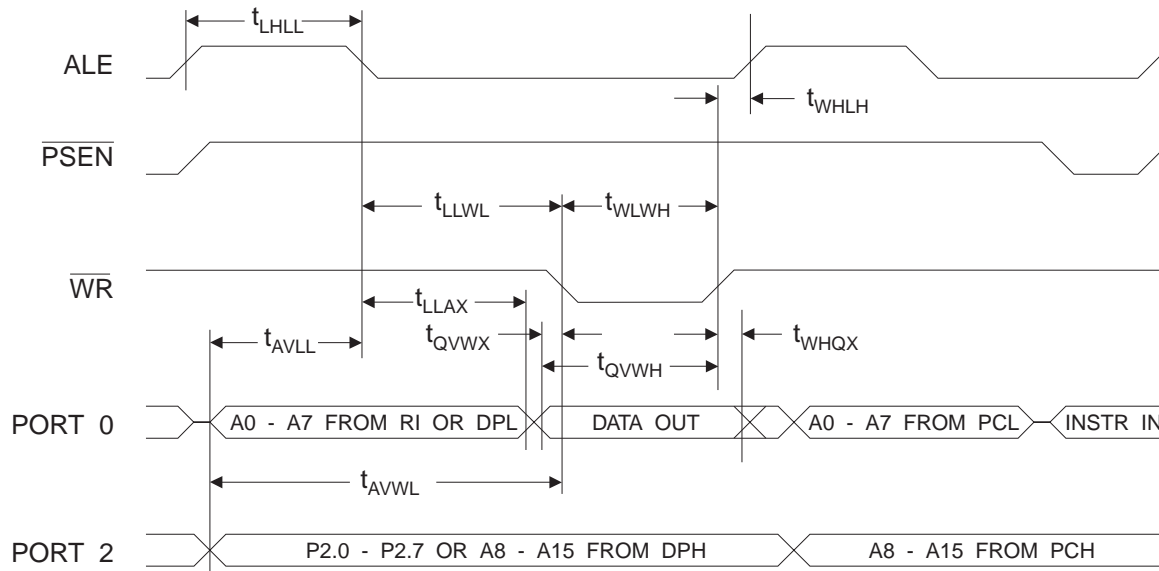 tLHLL
ALE
tWHLH
PSEN
tLLWL
tWLWH
WR
tLLAX
tAVLL
tQVWX
tWHQX
tQVWH
PORT 0
A0 - A7 FROM RI OR DPL
DATA OUT
A0 - A7 FROM PCL
INSTR IN
tAVWL
PORT 2
P2.0 - P2.7 OR A8 - A15 FROM DPH
A8 - A15 FROM PCH